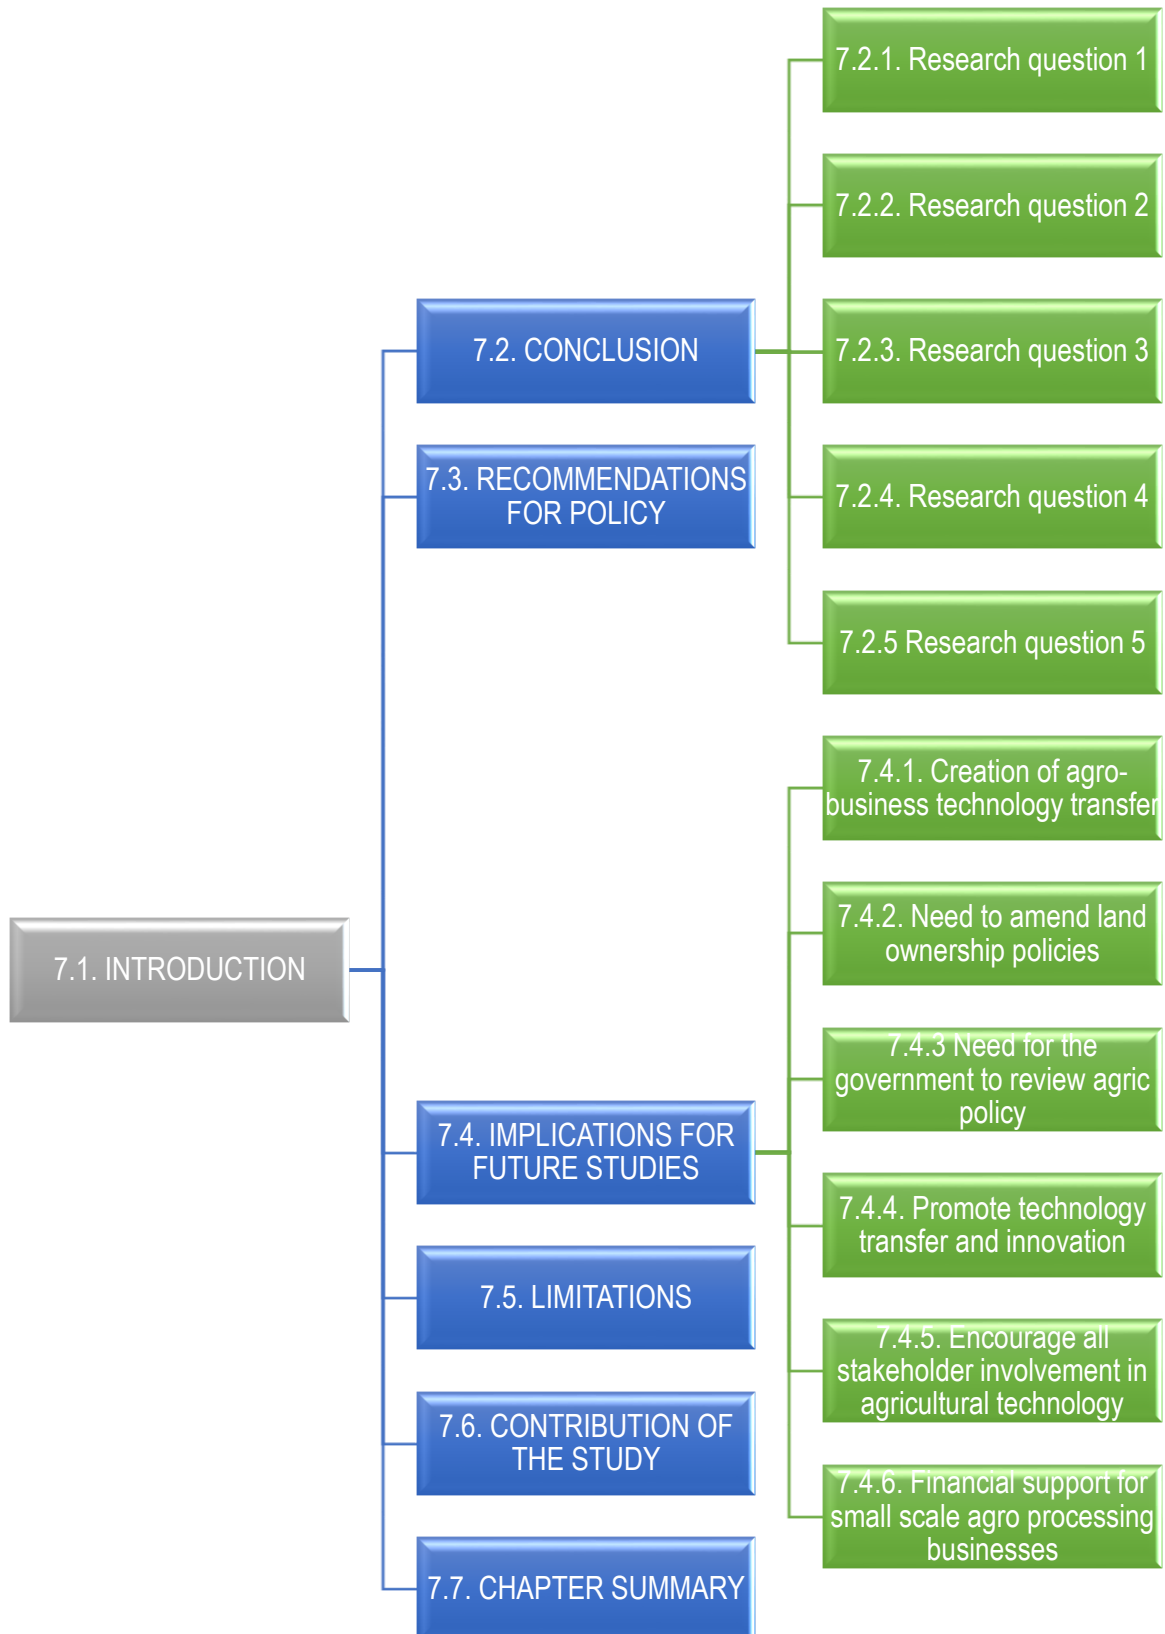 7.1. INTRODUCTION
7.2. CONCLUSION
7.2.1. Research question 1
7.2.2. Research question 2
7.2.3. Research question 3
7.2.4. Research question 4
7.2.5 Research question 5
7.3. RECOMMENDATIONS
FOR POLICY
7.4. IMPLICATIONS FOR
FUTURE STUDIES
7.4.1. Creation of agro-
business technology transfer
7.4.2. Need to amend land
ownership policies
7.4.3 Need for the
government to review agric
policy
7.4.4. Promote technology
transfer and innovation
7.4.5. Encourage all
stakeholder involvement in
agricultural technology
7.4.6. Financial support for
small scale agro processing
businesses
7.5. LIMITATIONS
7.6. CONTRIBUTION OF
THE STUDY
7.7. CHAPTER SUMMARY